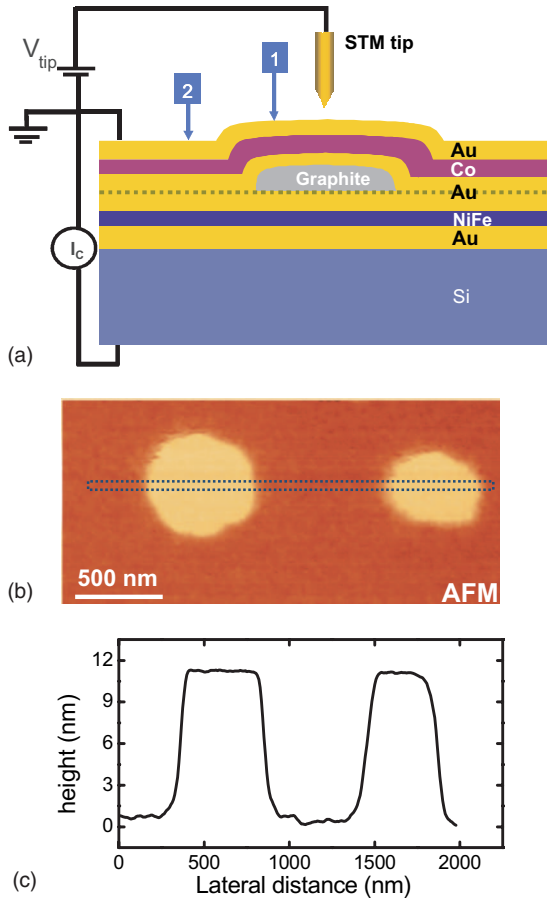 V_tip
STM tip
1
2
Au
Co
Graphite
Au
NiFe
Au
I_C
Si
(a)
500 nm
AFM
(b)
height (nm)
12
9
6
3
0
0 500 1000 1500 2000
Lateral distance (nm)
(c)